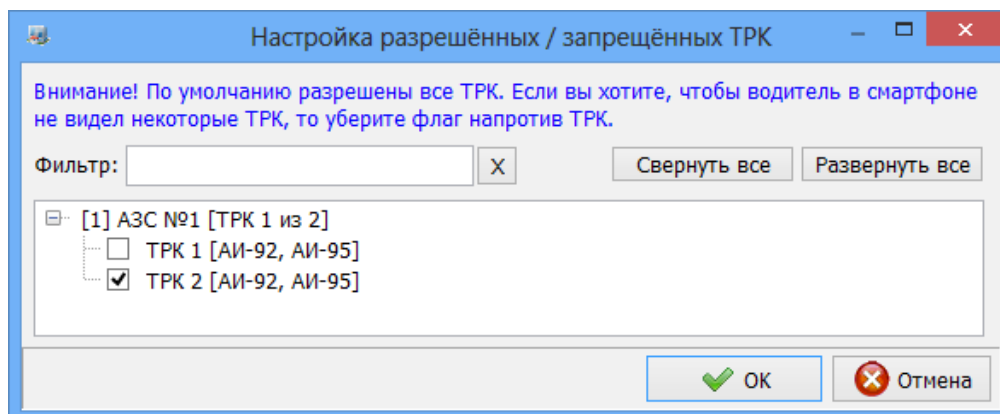 Настройка разрешённых / запрещённых ТРК
Внимание! По умолчанию разрешены все ТРК. Если вы хотите, чтобы водитель в смартфоне
не видел некоторые ТРК, то уберите флаг напротив ТРК.
Фильтр: X Свернуть все Развернуть все
[1] АЗС №1 [ТРК 1 из 2]
ТРК 1 [АИ-92, АИ-95]
ТРК 2 [АИ-92, АИ-95]
OK Отмена